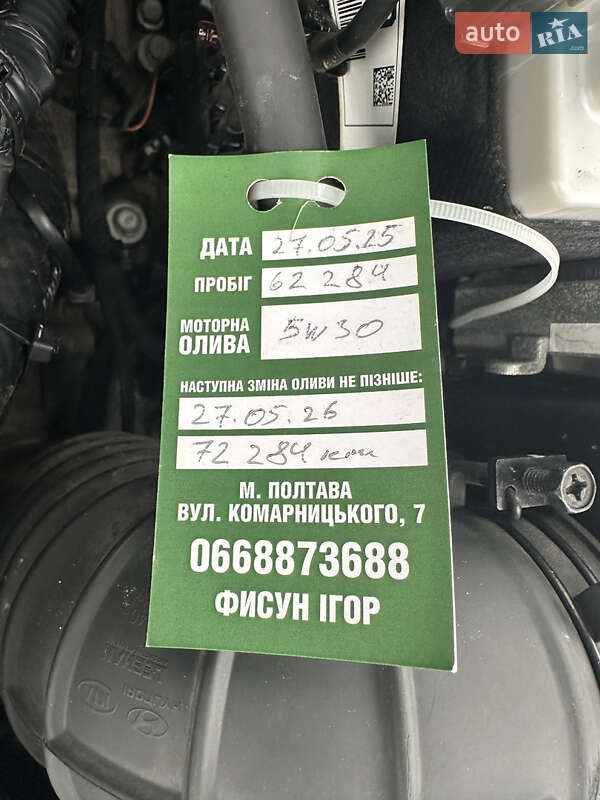 auto RIA.com
ДАТА 27.05.25
ПРОБІГ 62 284
МОТОРНА ОЛИВА 5W30
НАСТУПНА ЗМІНА ОЛИВИ НЕ ПІЗНІШЕ:
27.05.26
72 284 км
М. ПОЛТАВА
ВУЛ. КОМАРНИЦЬКОГО, 7
0668873688
ФИСУН ІГОР